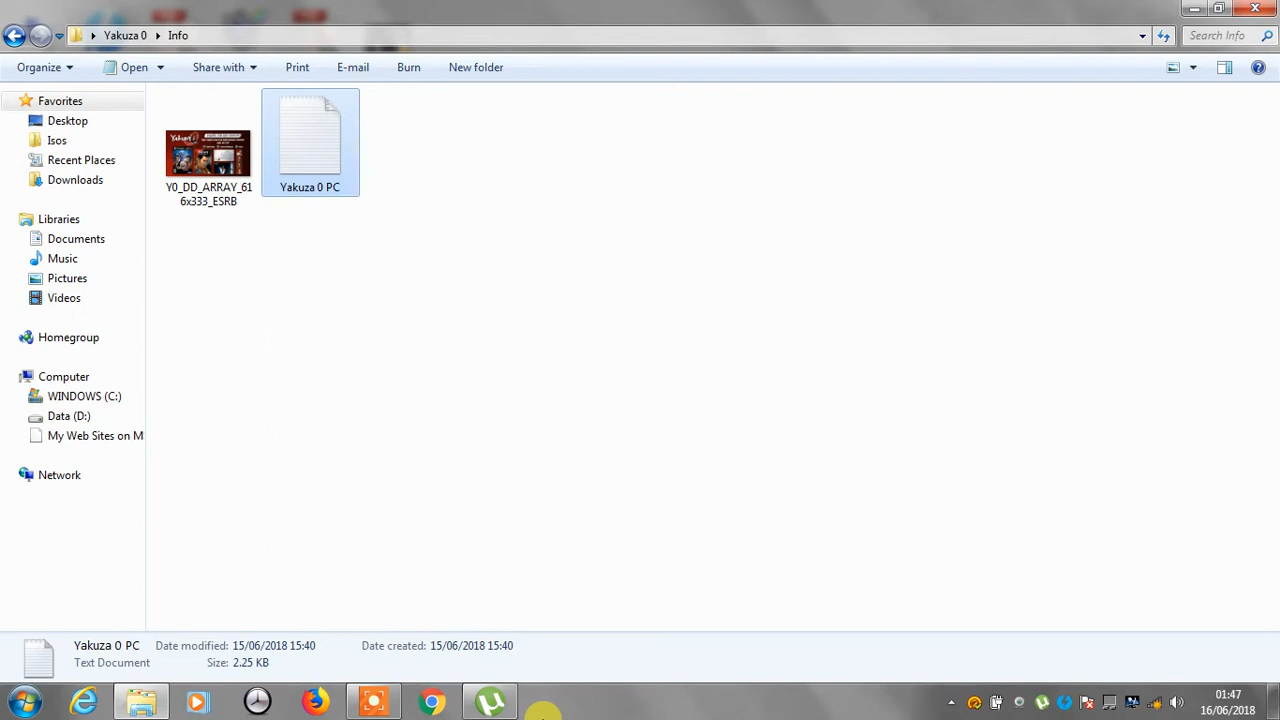 Yakuza 0 Info
Search Info
Organize Open Share with Print E-mail Burn New folder
Favorites
Desktop
Isos
Recent Places
Downloads
Libraries
Documents
Music
Pictures
Videos
Homegroup
Computer
WINDOWS (C:)
Data (D:)
My Web Sites on M
Network
Y0_DD_ARRAY_61
6x333_ESRB
Yakuza 0 PC
Yakuza 0 PC Date modified: 15/06/2018 15:40 Date created: 15/06/2018 15:40
Text Document Size: 2.25 KB
01:47
16/06/2018